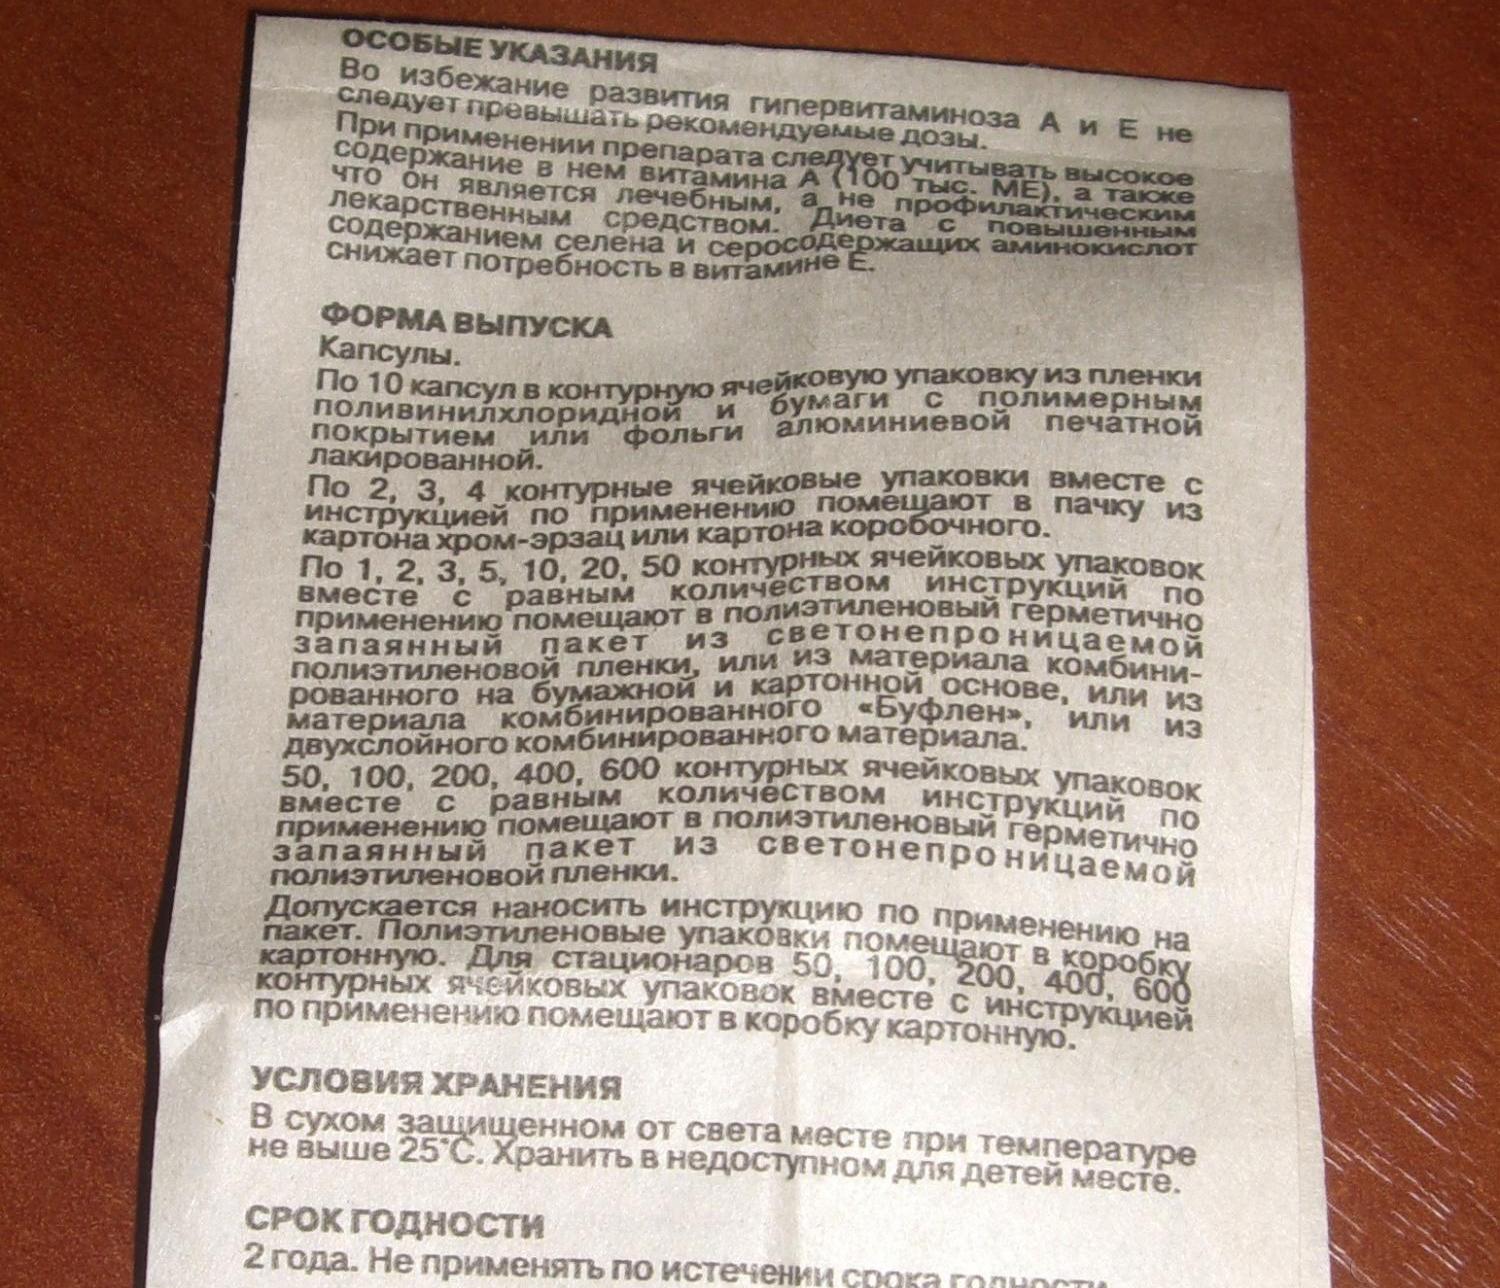 ОСОБЫЕ УКАЗАНИЯ
Во избежание развития гипервитаминоза А и Е не
следует превышать рекомендуемые дозы.
При применении препарата следует учитывать высокое
содержание в нем витамина А (100 тыс. МЕ), а также
что он является лечебным, а не профилактическим
лекарственным средством. Диета с повышенным
содержанием селена и серосодержащих аминокислот
снижает потребность в витамине Е.
ФОРМА ВЫПУСКА
Капсулы.
По 10 капсул в контурную ячейковую упаковку из пленки
поливинилхлоридной и бумаги с полимерным
покрытием или фольги алюминиевой печатной
лакированной.
По 2, 3, 4 контурные ячейковые упаковки вместе с
инструкцией по применению помещают в пачку из
картона хром-эрзац или картона коробочного.
По 1, 2, 3, 5, 10, 20, 50 контурных ячейковых упаковок
вместе с равным количеством инструкций по
применению помещают в полиэтиленовый герметично
запаянный пакет из светонепроницаемой
полиэтиленовой пленки, или из материала комбини-
рованного на бумажной и картонной основе, или из
материала комбинированного «Буфлен», или из
двухслойного комбинированного материала.
50, 100, 200, 400, 600 контурных ячейковых упаковок
вместе с равным количеством инструкций по
применению помещают в полиэтиленовый герметично
запаянный пакет из светонепроницаемой
полиэтиленовой пленки.
Допускается наносить инструкцию по применению на
пакет. Полиэтиленовые упаковки помещают в коробку
картонную. Для стационаров 50, 100, 200, 400, 600
контурных ячейковых упаковок вместе с инструкцией
по применению помещают в коробку картонную.
УСЛОВИЯ ХРАНЕНИЯ
В сухом защищенном от света месте при температуре
не выше 25°С. Хранить в недоступном для детей месте.
СРОК ГОДНОСТИ
2 года. Не применять по истечении срока годности